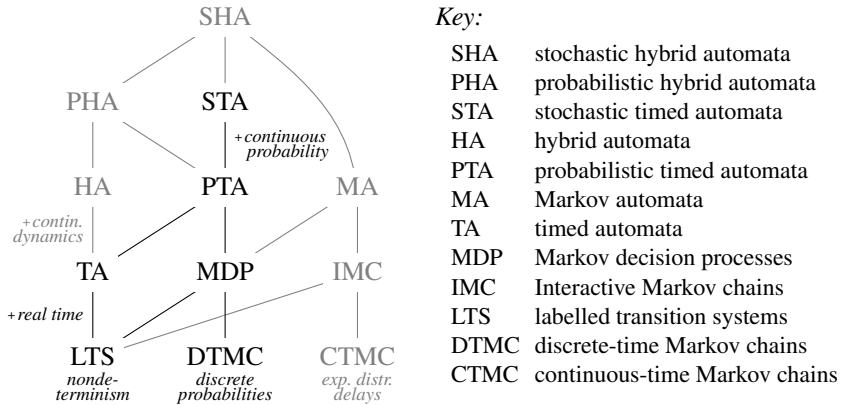 SHA
PHA STA
+continuous
probability
HA PTA MA
+contin.
dynamics
TA MDP IMC
+real time
LTS DTMC CTMC
nonde-
terminism
discrete
probabilities
exp. distr.
delays
Key:
SHA stochastic hybrid automata
PHA probabilistic hybrid automata
STA stochastic timed automata
HA hybrid automata
PTA probabilistic timed automata
MA Markov automata
TA timed automata
MDP Markov decision processes
IMC Interactive Markov chains
LTS labelled transition systems
DTMC discrete-time Markov chains
CTMC continuous-time Markov chains